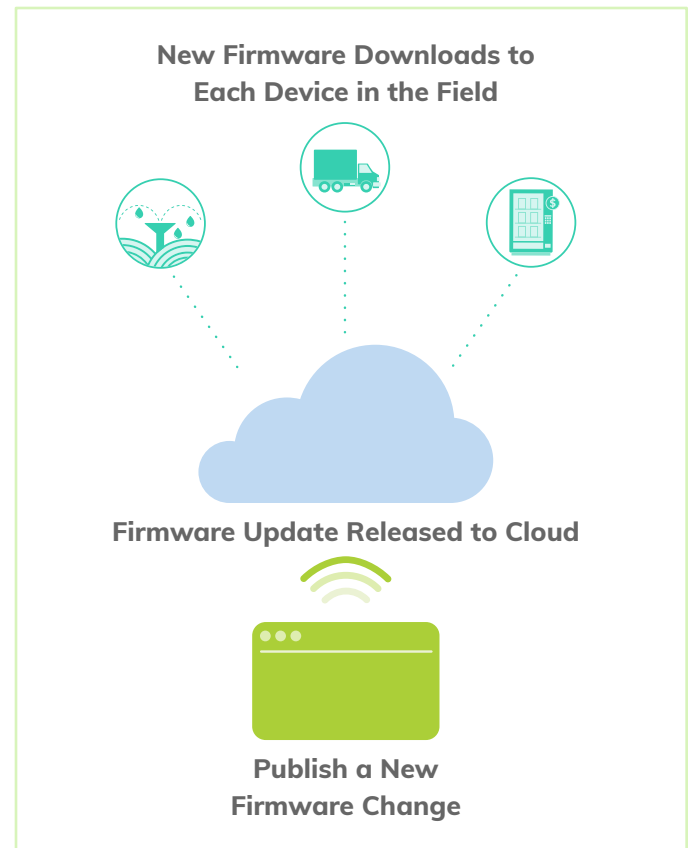 New Firmware Downloads to
Each Device in the Field
$
Firmware Update Released to Cloud
Publish a New
Firmware Change